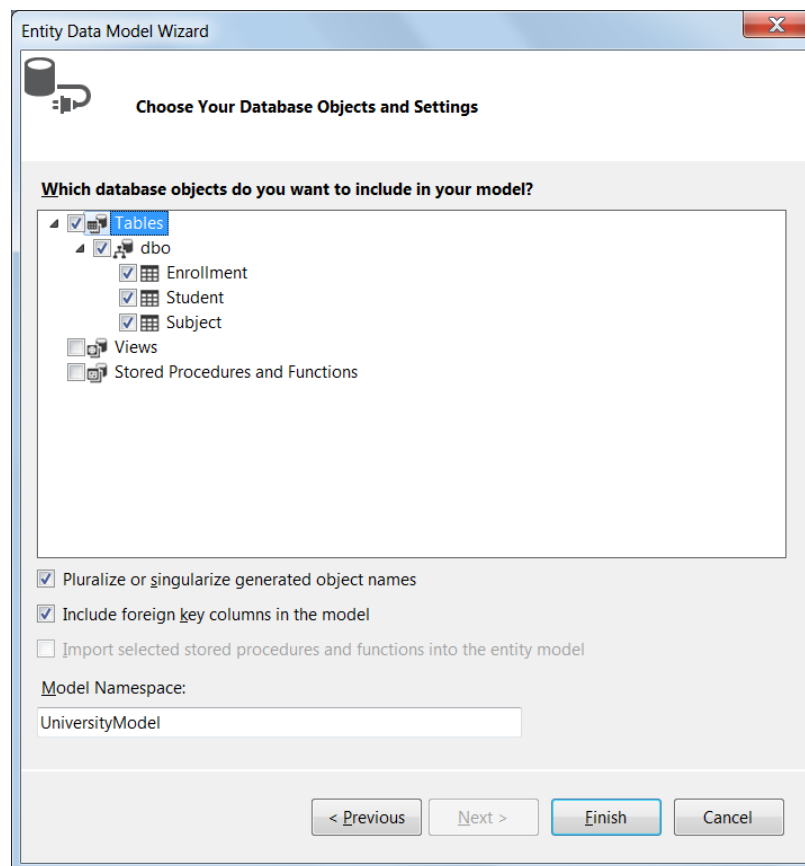 Entity Data Model Wizard
Choose Your Database Objects and Settings
Which database objects do you want to include in your model?
Tables
dbo
Enrollment
Student
Subject
Views
Stored Procedures and Functions
Pluralize or singularize generated object names
Include foreign key columns in the model
Import selected stored procedures and functions into the entity model
Model Namespace:
UniversityModel
< Previous Next > Finish Cancel